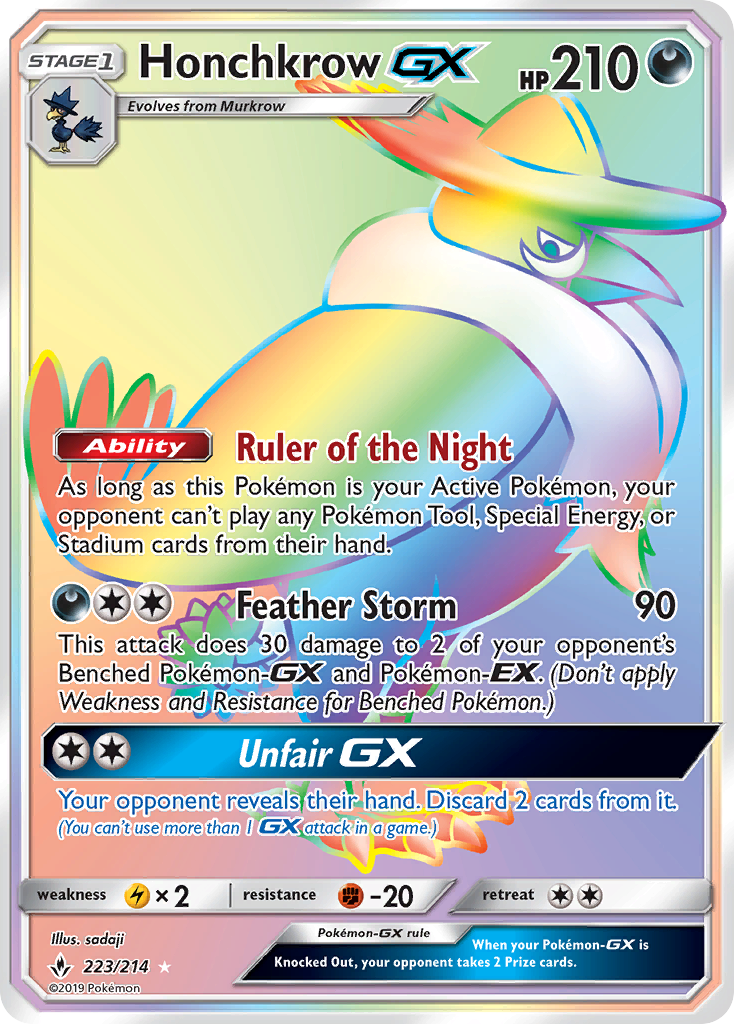 STAGE1 Honchkrow GX HP210
Evolves from Murkrow
Ability Ruler of the Night
As long as this Pokémon is your Active Pokémon, your
opponent can't play any Pokémon Tool, Special Energy, or
Stadium cards from their hand.
Feather Storm 90
This attack does 30 damage to 2 of your opponent's
Benched Pokémon-GX and Pokémon-EX. (Don't apply
Weakness and Resistance for Benched Pokémon.)
Unfair GX
Your opponent reveals their hand. Discard 2 cards from it.
(You can't use more than 1 GX attack in a game.)
weakness × 2 resistance -20 retreat
Illus. sadaji
223/214
©2019 Pokémon
Pokémon-GX rule
When your Pokémon-GX is
Knocked Out, your opponent takes 2 Prize cards.